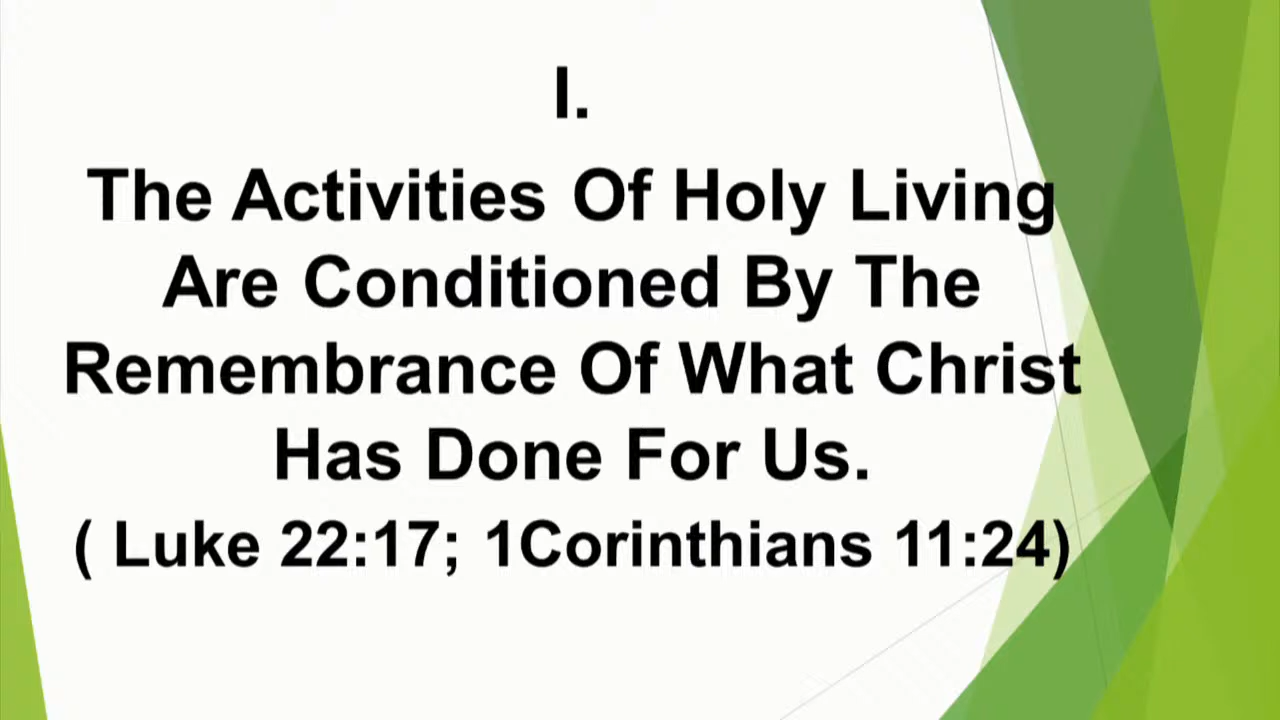 I.
The Activities Of Holy Living
Are Conditioned By The
Remembrance Of What Christ
Has Done For Us.
( Luke 22:17; 1Corinthians 11:24)